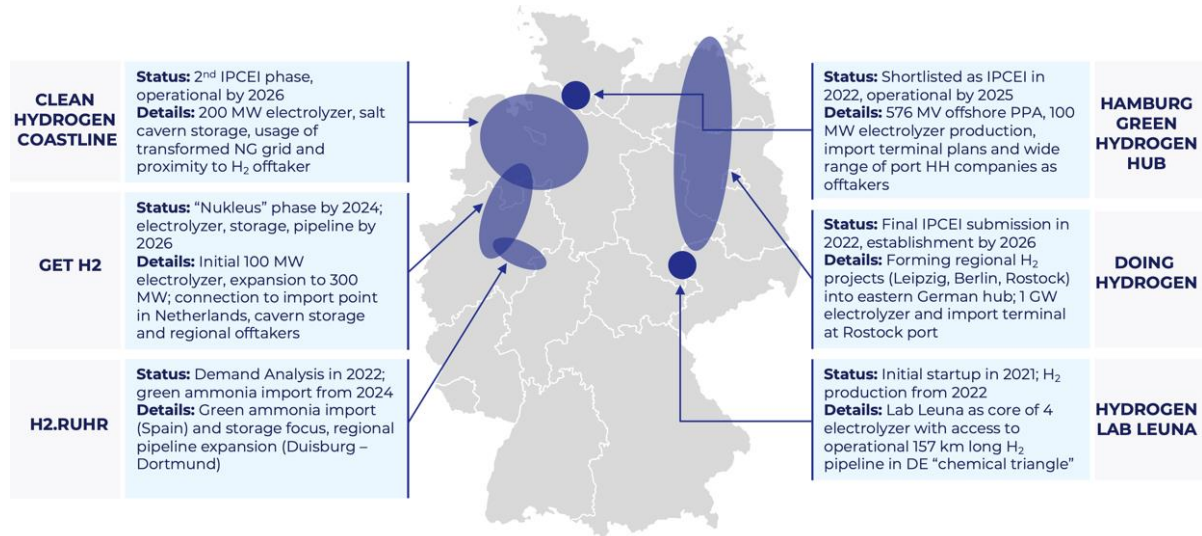 CLEAN
HYDROGEN
COASTLINE
Status: 2nd IPCEI phase,
operational by 2026
Details: 200 MW electrolyzer, salt
cavern storage, usage of
transformed NG grid and
proximity to H₂ offtaker
GET H2
Status: “Nukleus” phase by 2024;
electrolyzer, storage, pipeline by
2026
Details: Initial 100 MW
electrolyzer, expansion to 300
MW; connection to import point
in Netherlands, cavern storage
and regional offtakers
H2.RUHR
Status: Demand Analysis in 2022;
green ammonia import from 2024
Details: Green ammonia import
(Spain) and storage focus, regional
pipeline expansion (Duisburg –
Dortmund)
Status: Shortlisted as IPCEI in
2022, operational by 2025
Details: 576 MV offshore PPA, 100
MW electrolyzer production,
import terminal plans and wide
range of port HH companies as
offtakers
HAMBURG
GREEN
HYDROGEN
HUB
Status: Final IPCEI submission in
2022, establishment by 2026
Details: Forming regional H₂
projects (Leipzig, Berlin, Rostock)
into eastern German hub; 1 GW
electrolyzer and import terminal
at Rostock port
DOING
HYDROGEN
Status: Initial startup in 2021; H₂
production from 2022
Details: Lab Leuna as core of 4
electrolyzer with access to
operational 157 km long H₂
pipeline in DE “chemical triangle”
HYDROGEN
LAB LEUNA